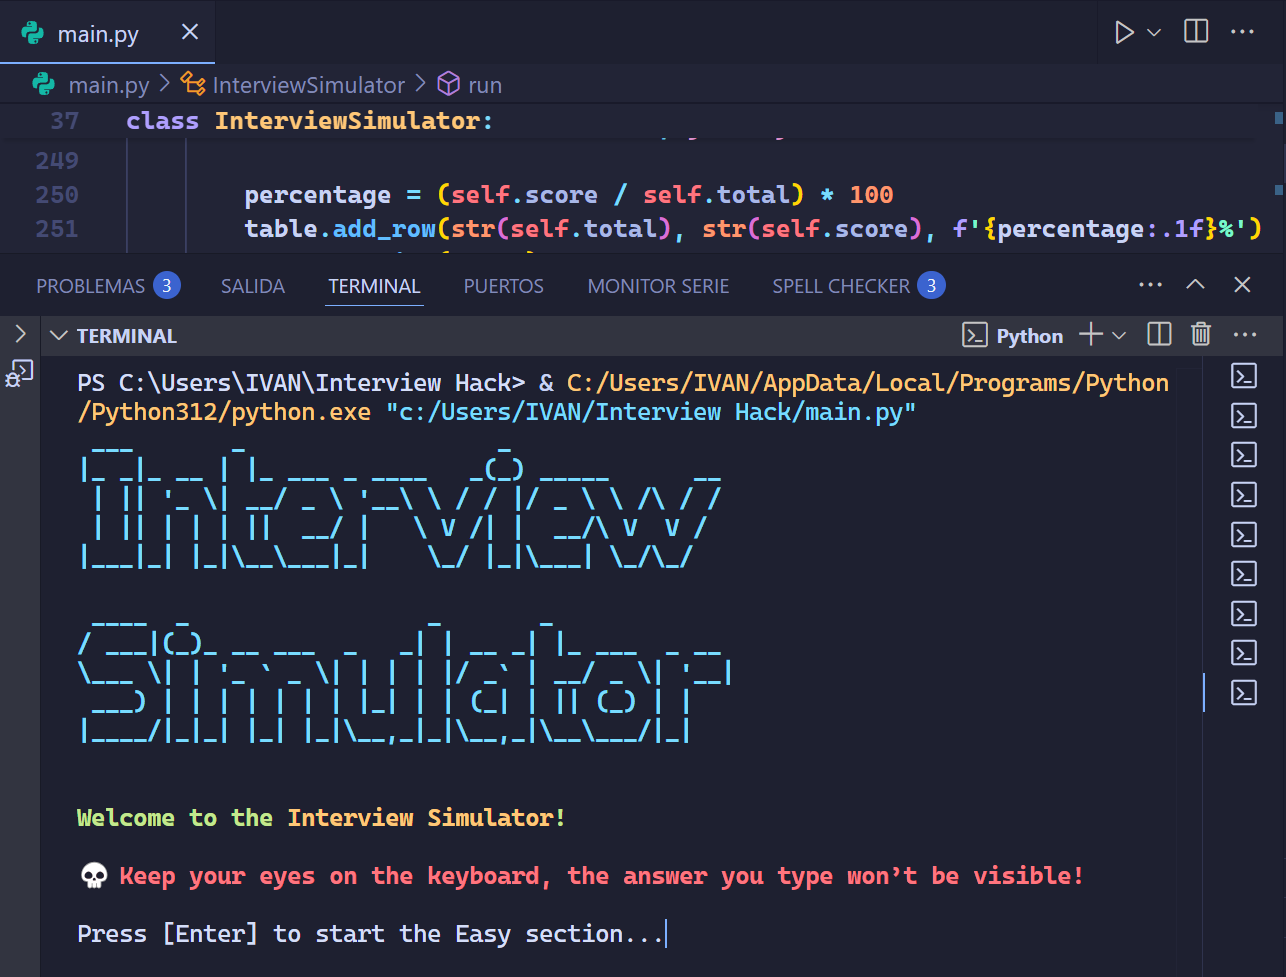 main.py
main.py > InterviewSimulator > run
37 class InterviewSimulator:
249
250 percentage = (self.score / self.total) * 100
251 table.add_row(str(self.total), str(self.score), f'{percentage:.1f}%')
PROBLEMAS 3 SALIDA TERMINAL PUERTOS MONITOR SERIE SPELL CHECKER 3
TERMINAL Python
PS C:\Users\IVAN\Interview Hack> & C:/Users/IVAN/AppData/Local/Programs/Python
/Python312/python.exe "c:/Users/IVAN/Interview Hack/main.py"
Interview
Simulator
Welcome to the Interview Simulator!
💀 Keep your eyes on the keyboard, the answer you type won’t be visible!
Press [Enter] to start the Easy section...